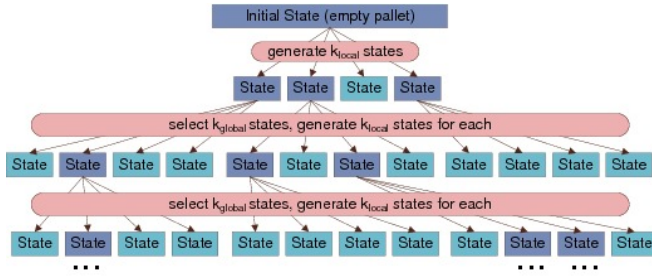 Initial State (empty pallet)
generate k_local states
State State State State
select k_global states, generate k_local states for each
State State State State State State State State State State State State
select k_global states, generate k_local states for each
State State State State State State State State State State State State
... ... ...